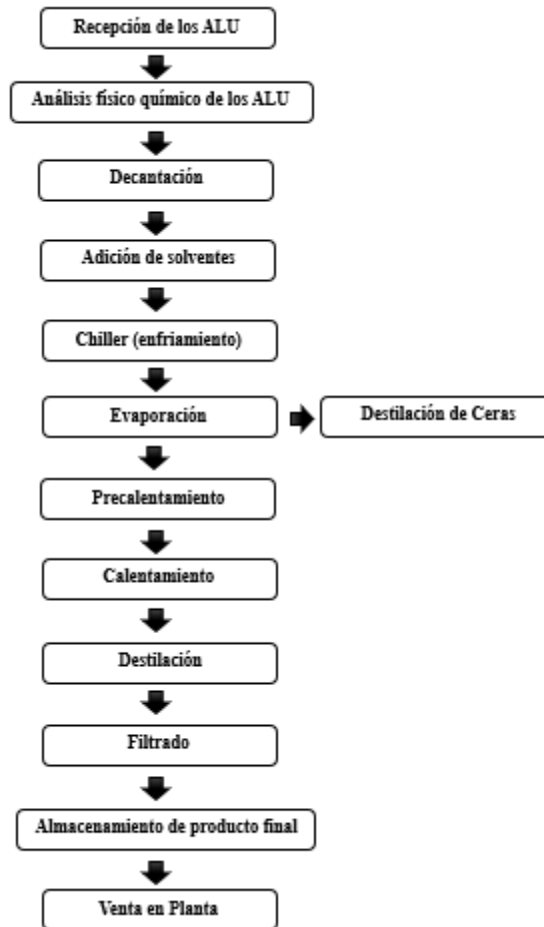 Recepción de los ALU
Análisis físico químico de los ALU
Decantación
Adición de solventes
Chiller (enfriamiento)
Evaporación
Destilación de Ceras
Precalentamiento
Calentamiento
Destilación
Filtrado
Almacenamiento de producto final
Venta en Planta